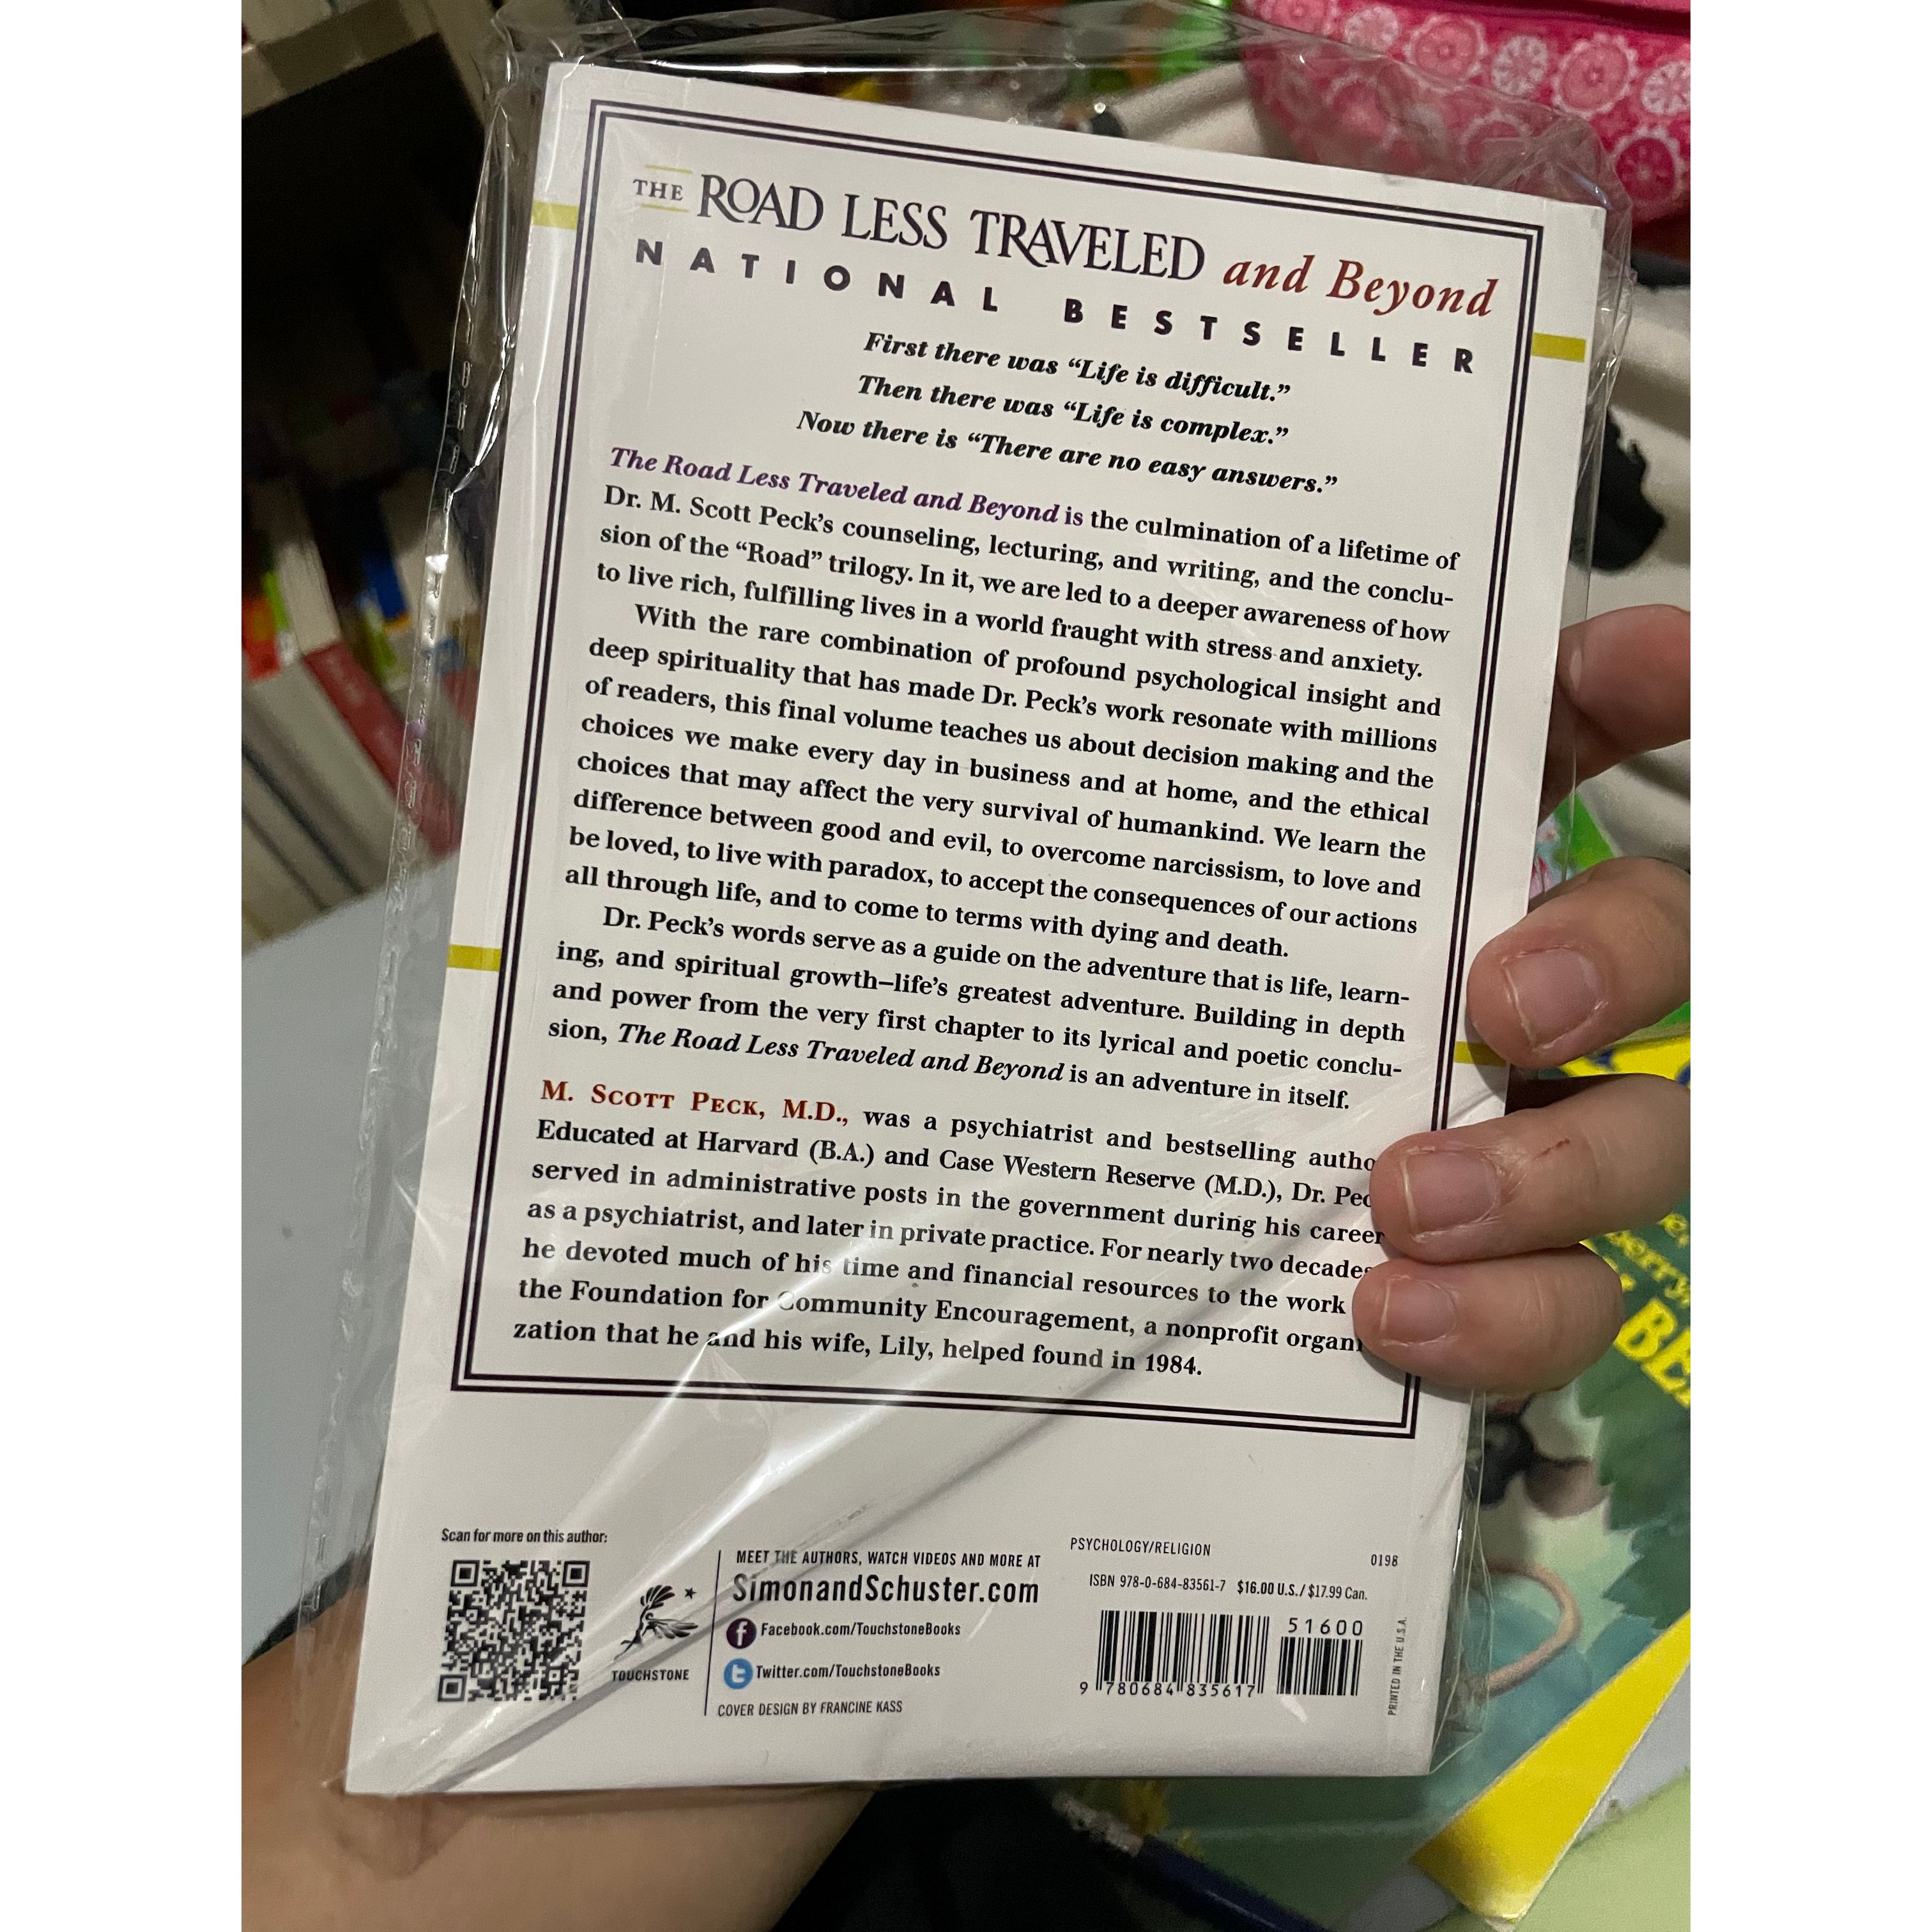 THE ROAD LESS TRAVELED and Beyond
NATIONAL BESTSELLER
First there was “Life is difficult.”
Then there was “Life is complex.”
Now there is “There are no easy answers.”
The Road Less Traveled and Beyond is the culmination of a lifetime of
Dr. M. Scott Peck’s counseling, lecturing, and writing, and the conclu-
sion of the “Road” trilogy. In it, we are led to a deeper awareness of how
to live rich, fulfilling lives in a world fraught with stress and anxiety.
With the rare combination of profound psychological insight and
deep spirituality that has made Dr. Peck’s work resonate with millions
of readers, this final volume teaches us about decision making and the
choices we make every day in business and at home, and the ethical
choices that may affect the very survival of humankind. We learn the
difference between good and evil, to overcome narcissism, to love and
be loved, to live with paradox, to accept the consequences of our actions
all through life, and to come to terms with dying and death.
Dr. Peck’s words serve as a guide on the adventure that is life, learn-
ing, and spiritual growth–life’s greatest adventure. Building in depth
and power from the very first chapter to its lyrical and poetic conclu-
sion, The Road Less Traveled and Beyond is an adventure in itself.
M. SCOTT PECK, M.D., was a psychiatrist and bestselling autho
Educated at Harvard (B.A.) and Case Western Reserve (M.D.), Dr. Pec
served in administrative posts in the government during his career
as a psychiatrist, and later in private practice. For nearly two decades
he devoted much of his time and financial resources to the work
the Foundation for Community Encouragement, a nonprofit organi
zation that he and his wife, Lily, helped found in 1984.
Scan for more on this author:
TOUCHSTONE
MEET THE AUTHORS, WATCH VIDEOS AND MORE AT
SimonandSchuster.com
Facebook.com/TouchstoneBooks
Twitter.com/TouchstoneBooks
COVER DESIGN BY FRANCINE KASS
PSYCHOLOGY/RELIGION
0198
ISBN 978-0-684-83561-7 $16.00 U.S./$17.99 Can.
51600
9 780684 835617
PRINTED IN THE U.S.A.